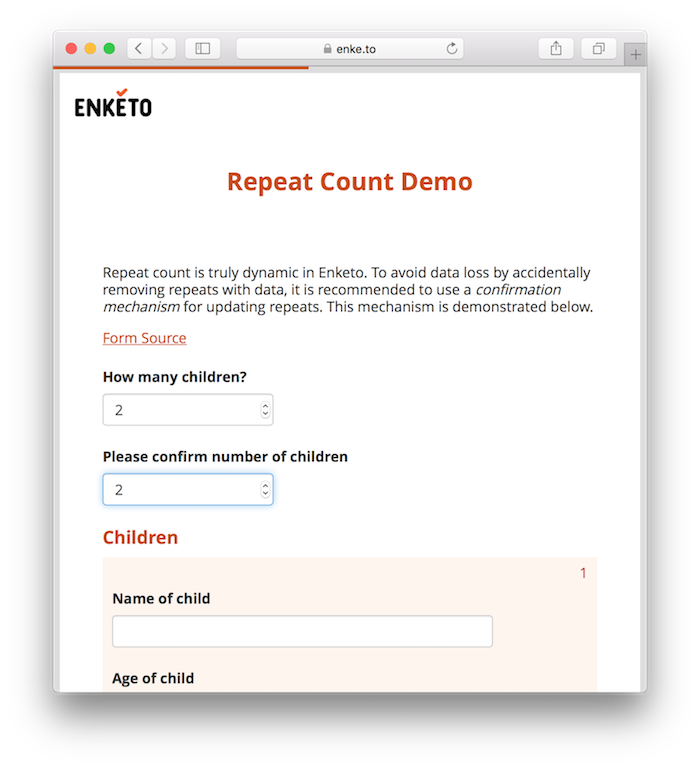 enke.to
ENKETO
Repeat Count Demo
Repeat count is truly dynamic in Enketo. To avoid data loss by accidentally
removing repeats with data, it is recommended to use a confirmation
mechanism for updating repeats. This mechanism is demonstrated below.
Form Source
How many children?
2
Please confirm number of children
2
Children
1
Name of child
Age of child